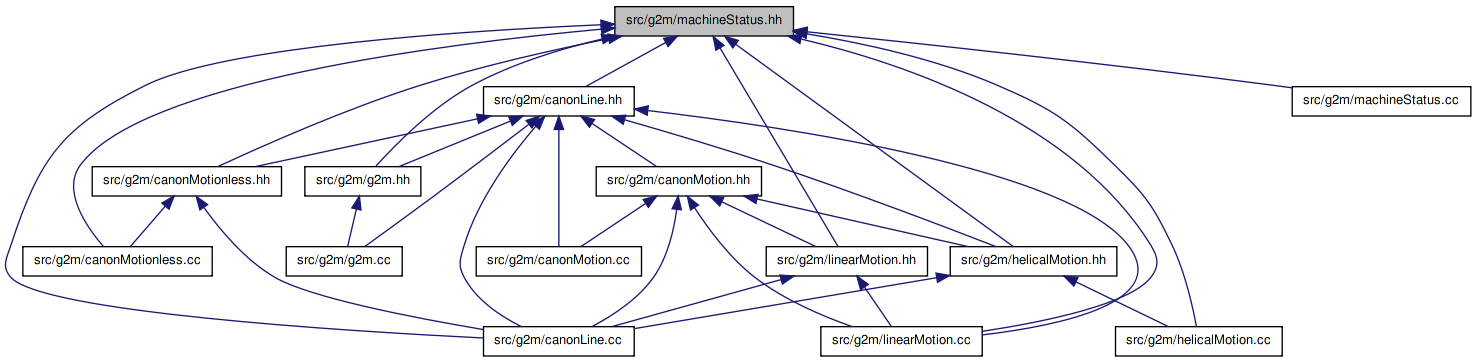 src/g2m/machineStatus.hh
src/g2m/canonLine.hh
src/g2m/machineStatus.cc
src/g2m/canonMotionless.hh
src/g2m/g2m.hh
src/g2m/canonMotion.hh
src/g2m/canonMotionless.cc
src/g2m/g2m.cc
src/g2m/canonMotion.cc
src/g2m/linearMotion.hh
src/g2m/helicalMotion.hh
src/g2m/canonLine.cc
src/g2m/linearMotion.cc
src/g2m/helicalMotion.cc